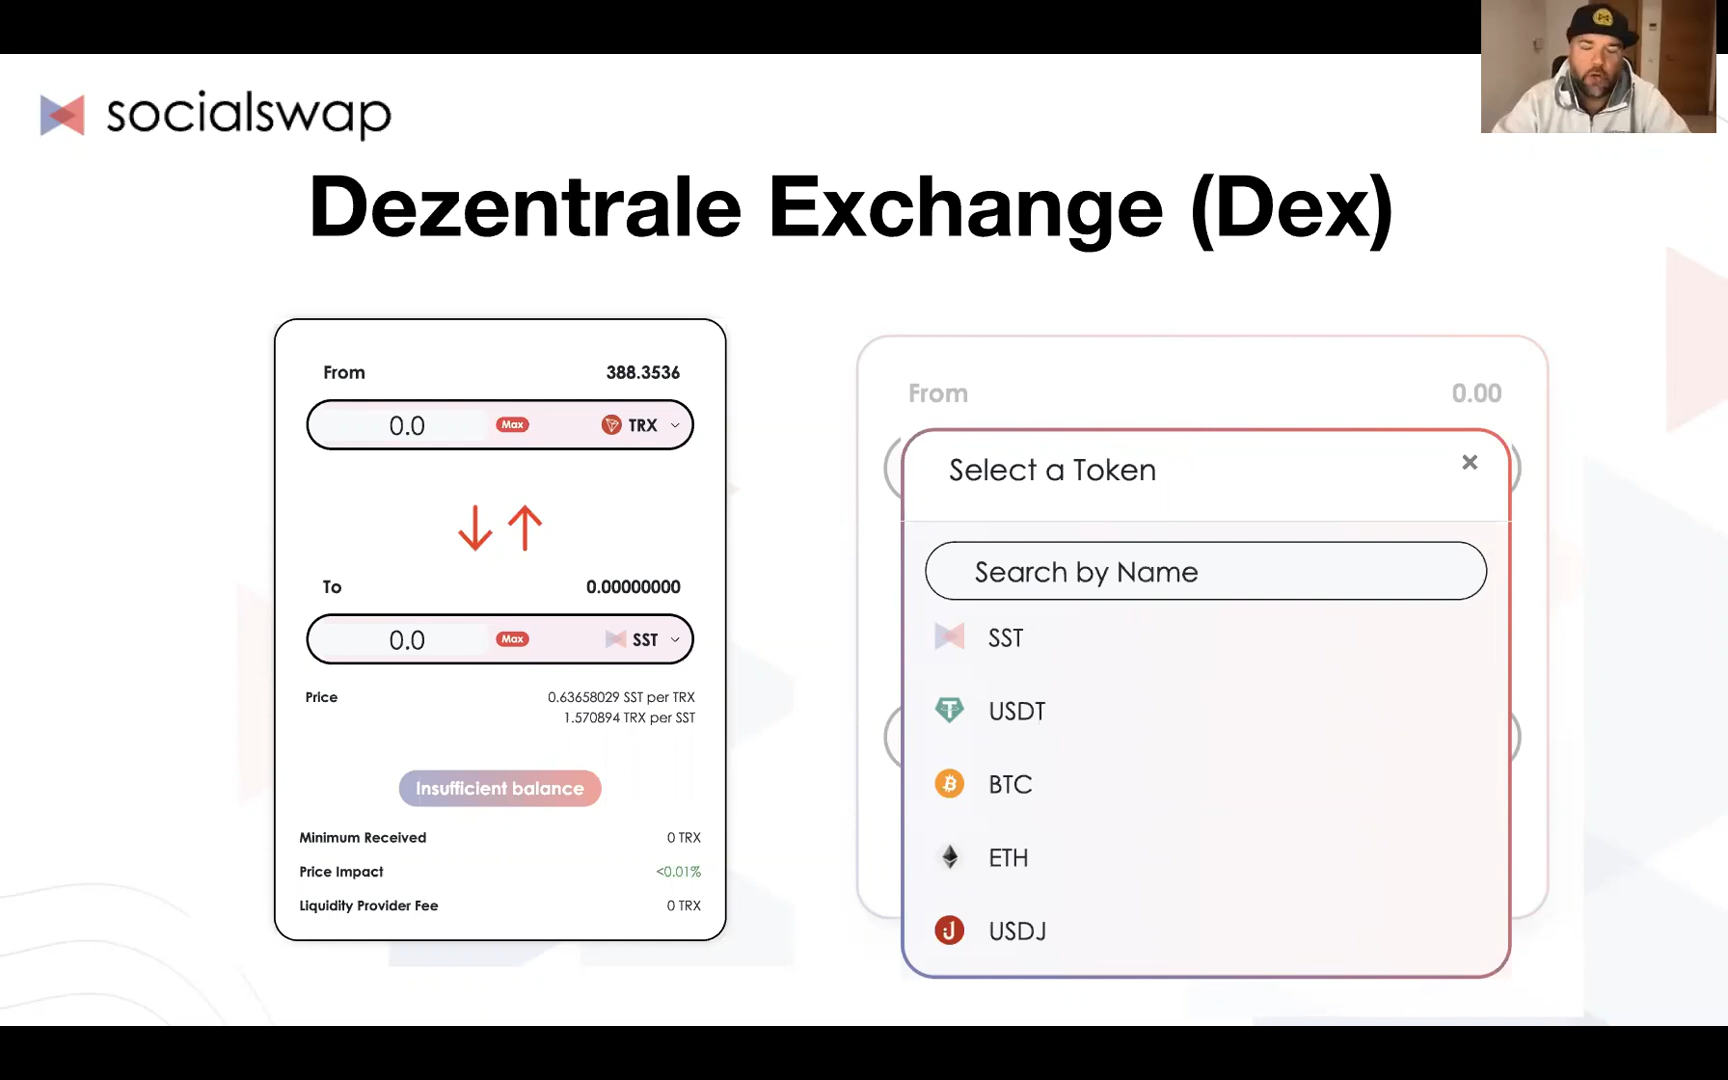 socialswap
Dezentrale Exchange (Dex)
From 388.3536
0.0 Max TRX
To 0.00000000
0.0 Max SST
Price 0.63658029 SST per TRX
1.570894 TRX per SST
Insufficient balance
Minimum Received 0 TRX
Price Impact <0.01%
Liquidity Provider Fee 0 TRX
From 0.00
Select a Token ×
Search by Name
SST
USDT
BTC
ETH
USDJ